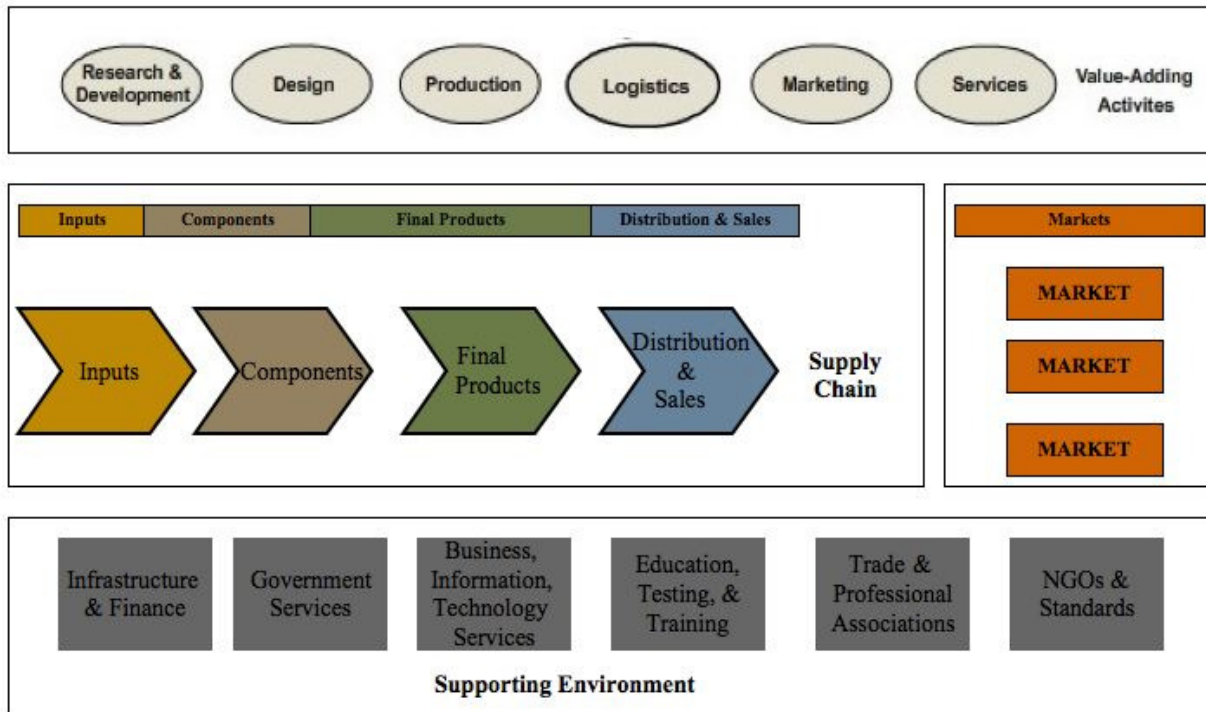 Research &
Development
Design
Production
Logistics
Marketing
Services
Value-Adding
Activites
Inputs
Components
Final Products
Distribution & Sales
Markets
Inputs
Components
Final
Products
Distribution
&
Sales
Supply
Chain
MARKET
MARKET
MARKET
Infrastructure
& Finance
Government
Services
Business,
Information,
Technology
Services
Education,
Testing, &
Training
Trade &
Professional
Associations
NGOs &
Standards
Supporting Environment